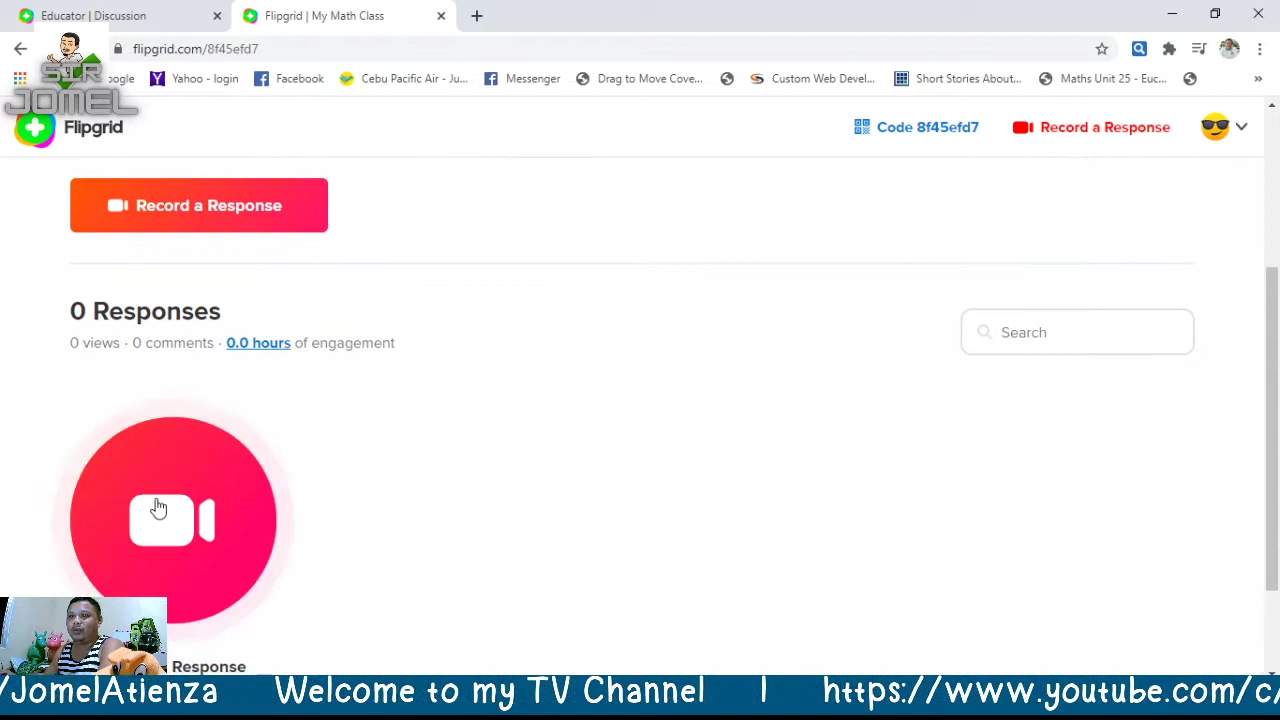 Educator | Discussion
Flipgrid | My Math Class
flipgrid.com/8f45efd7
Yahoo - login
Facebook
Cebu Pacific Air - Ju...
Messenger
Drag to Move Cove...
Custom Web Devel...
Short Stories About...
Maths Unit 25 - Euc...
SIR
JOMEL
Flipgrid
Code 8f45efd7
Record a Response
Record a Response
0 Responses
0 views · 0 comments · 0.0 hours of engagement
Search
Response
/JomelAtienza Welcome to my TV Channel | https://www.youtube.com/c/